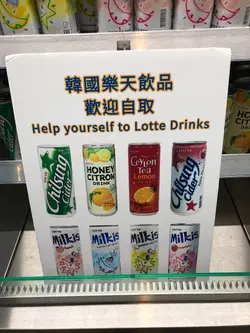 韓國樂天飲品
歡迎自取
Help yourself to Lotte Drinks
Chilsung Cider
HONEY CITRON DRINK
Ceylon Tea Lemon
Chilsung Cider
Milkis
Milkis
Milkis
Milkis